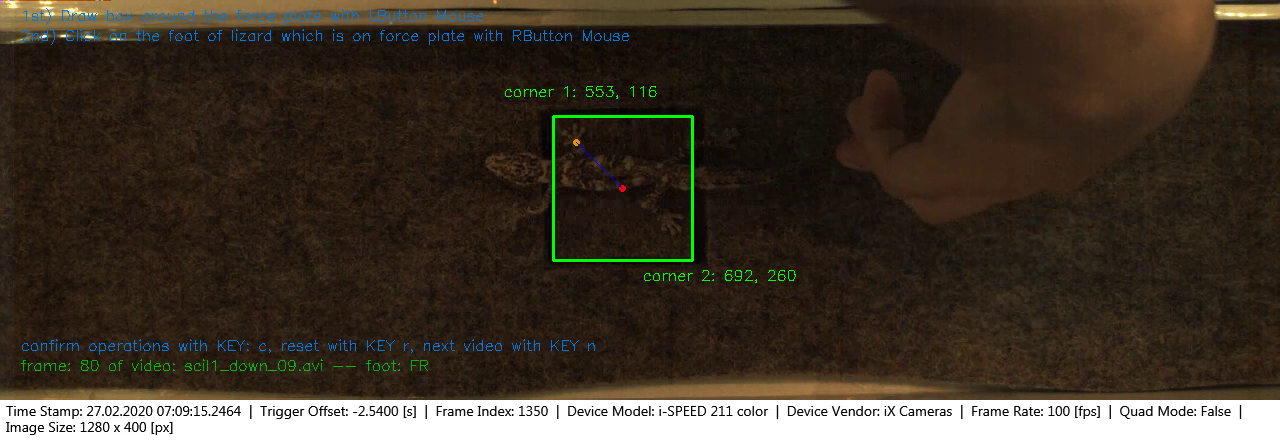 1st) Draw box around the force plate with LButton Mouse
2nd) Click on the foot of lizard which is on force plate with RButton Mouse
corner 1: 553, 116
corner 2: 692, 260
confirm operations with KEY: c, reset with KEY r, next video with KEY n
frame: 80 of video: scil1_down_09.avi -- foot: FR
Time Stamp: 27.02.2020 07:09:15.2464 | Trigger Offset: -2.5400 [s] | Frame Index: 1350 | Device Model: i-SPEED 211 color | Device Vendor: iX Cameras | Frame Rate: 100 [fps] | Quad Mode: False |
Image Size: 1280 x 400 [px]